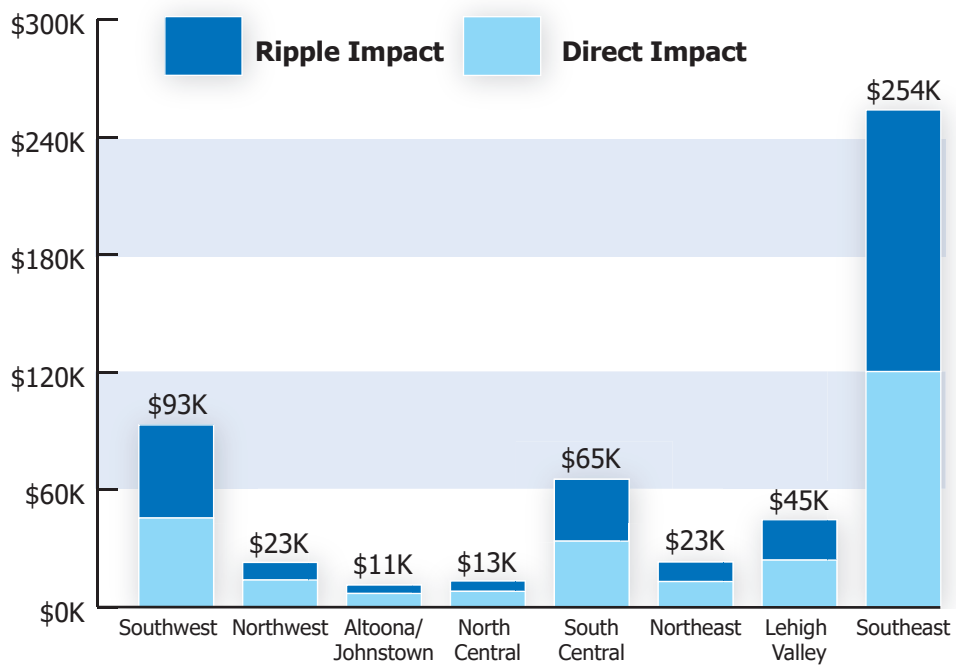 $300K
Ripple Impact
Direct Impact
$254K
$240K
$180K
$120K
$93K
$65K
$60K
$45K
$23K
$11K
$13K
$23K
$0K
Southwest
Northwest
Altoona/
Johnstown
North
Central
South
Central
Northeast
Lehigh
Valley
Southeast